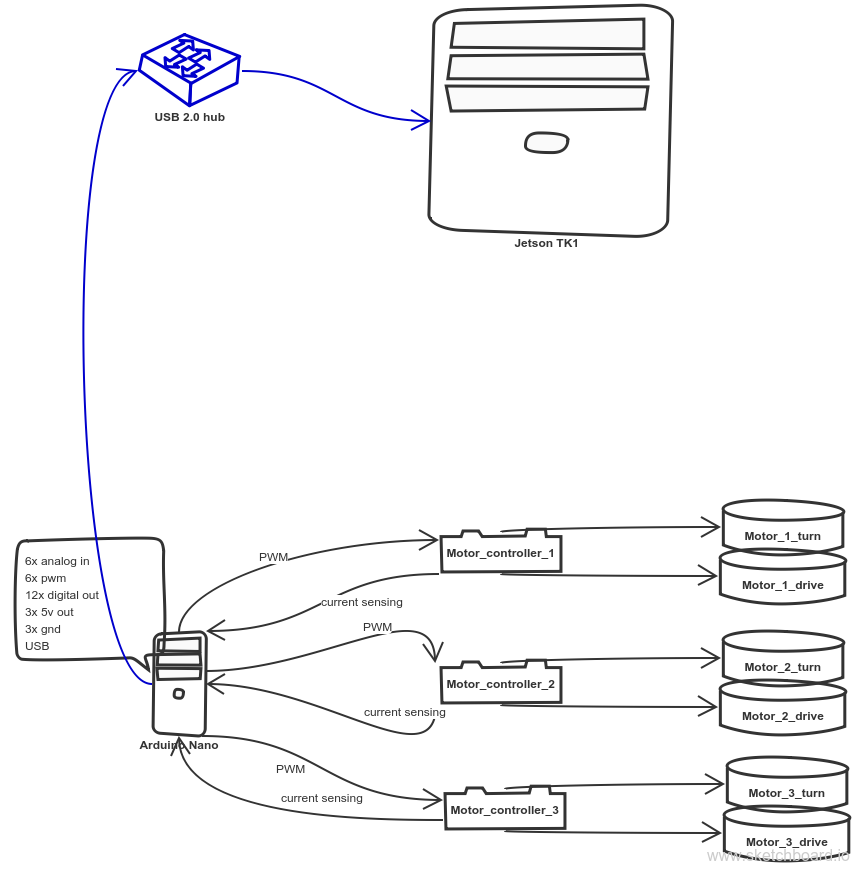 USB 2.0 hub
Jetson TK1
6x analog in
6x pwm
12x digital out
3x 5v out
3x gnd
USB
Arduino Nano
PWM
current sensing
PWM
current sensing
PWM
current sensing
Motor_controller_1
Motor_1_turn
Motor_1_drive
Motor_controller_2
Motor_2_turn
Motor_2_drive
Motor_controller_3
Motor_3_turn
Motor_3_drive
www.sketchboard.io